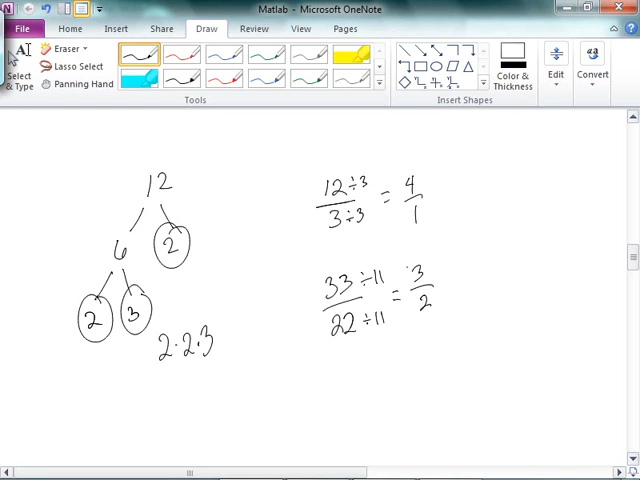 Matlab - Microsoft OneNote
File Home Insert Share Draw Review View Pages
Select & Type
Eraser
Lasso Select
Panning Hand
Tools
Insert Shapes
Color & Thickness
Edit
Convert
12
6 2
2 3
2·2·3
12÷3 / 3÷3 = 4/1
33÷11 / 22÷11 = 3/2